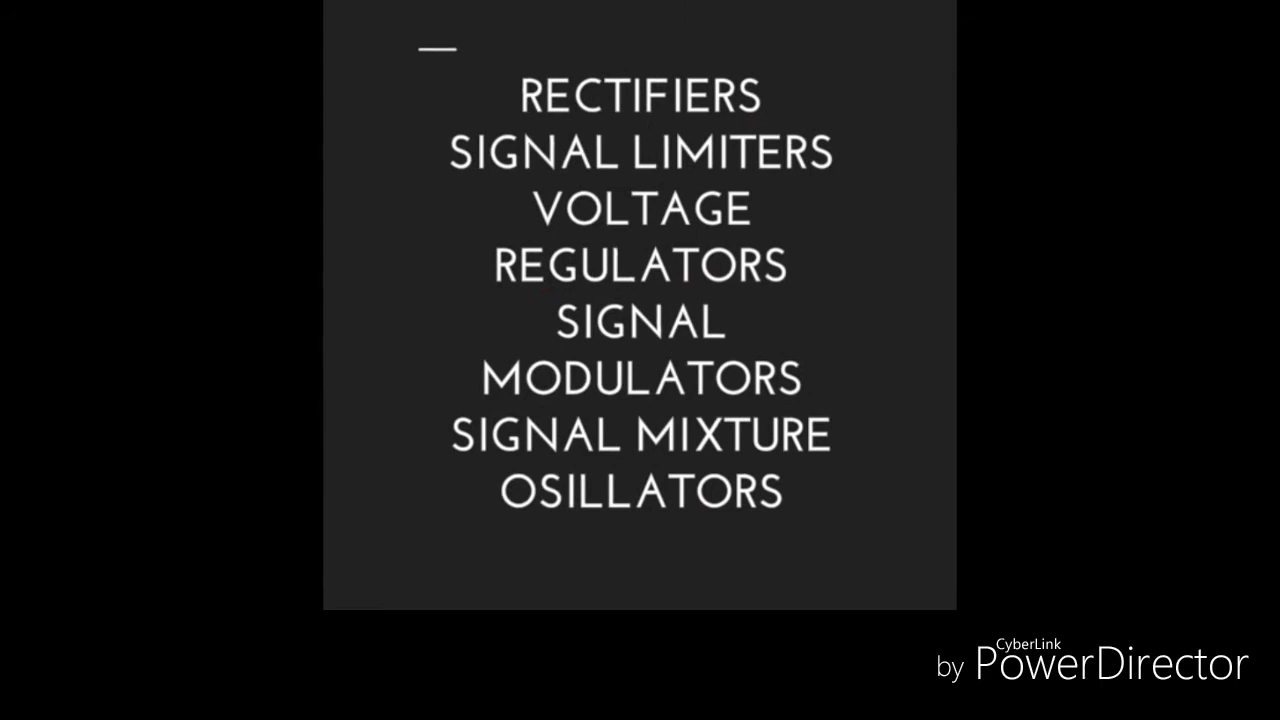 RECTIFIERS
SIGNAL LIMITERS
VOLTAGE
REGULATORS
SIGNAL
MODULATORS
SIGNAL MIXTURE
OSILLATORS
CyberLink
by PowerDirector